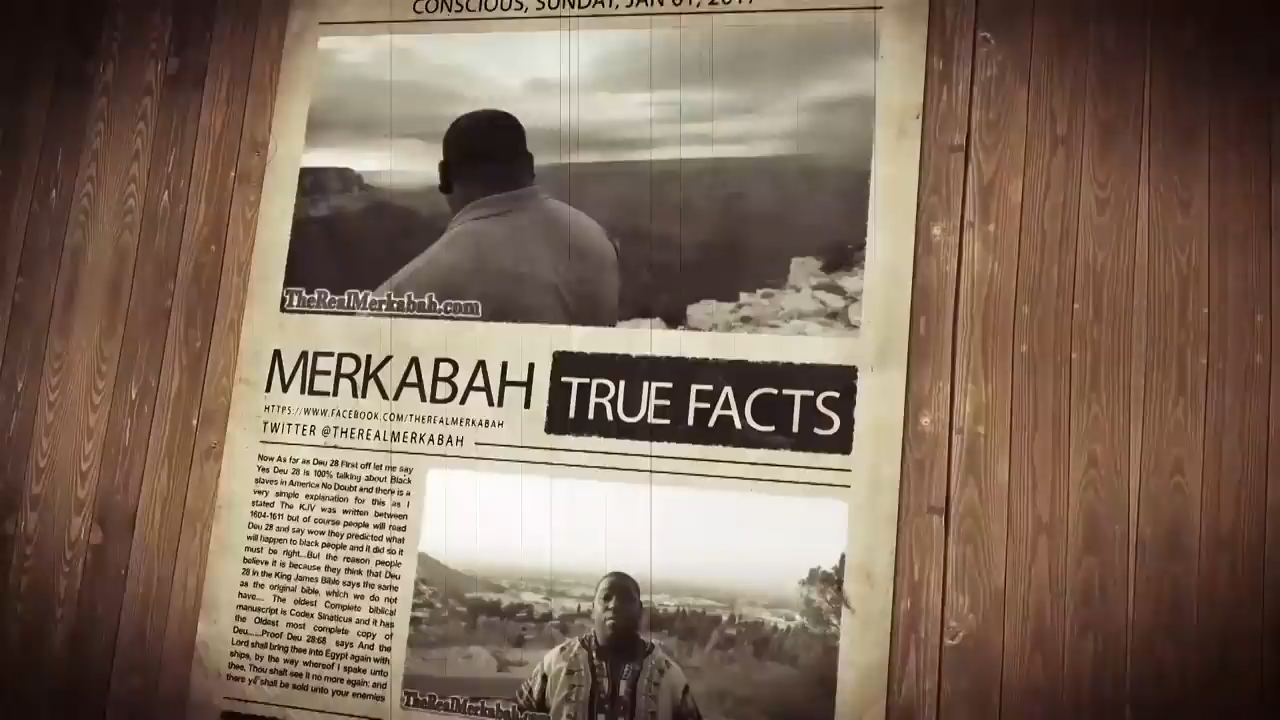 CONSCIOUS, SUNDAY, JAN 01, 2017
TheRealMerkabah.com
MERKABAH TRUE FACTS
HTTPS://WWW.FACEBOOK.COM/THEREALMERKABAH
TWITTER @THEREALMERKABAH
Now As far as Deu 28 First off let me say
Yes Deu 28 is 100% talking about Black
slaves in America No Doubt and there is a
very simple explanation for this as I
stated The KJV was written between
1604-1611 but of course people will read
Deu 28 and say wow they predicted what
will happen to black people and it did so it
must be right...But the reason people
believe it is because they think that Deu
28 in the King James Bible says the same
as the original bible, which we do not
have.... The oldest Complete biblical
manuscript is Codex Sinaticus and it has
the Oldest most complete copy of
Deu......Proof Deu 28:68 says And the
Lord shall bring thee into Egypt again with
ships, by the way whereof I spake unto
thee, Thou shalt see it no more again: and
there ye shall be sold unto your enemies
TheRealMerkabah.com